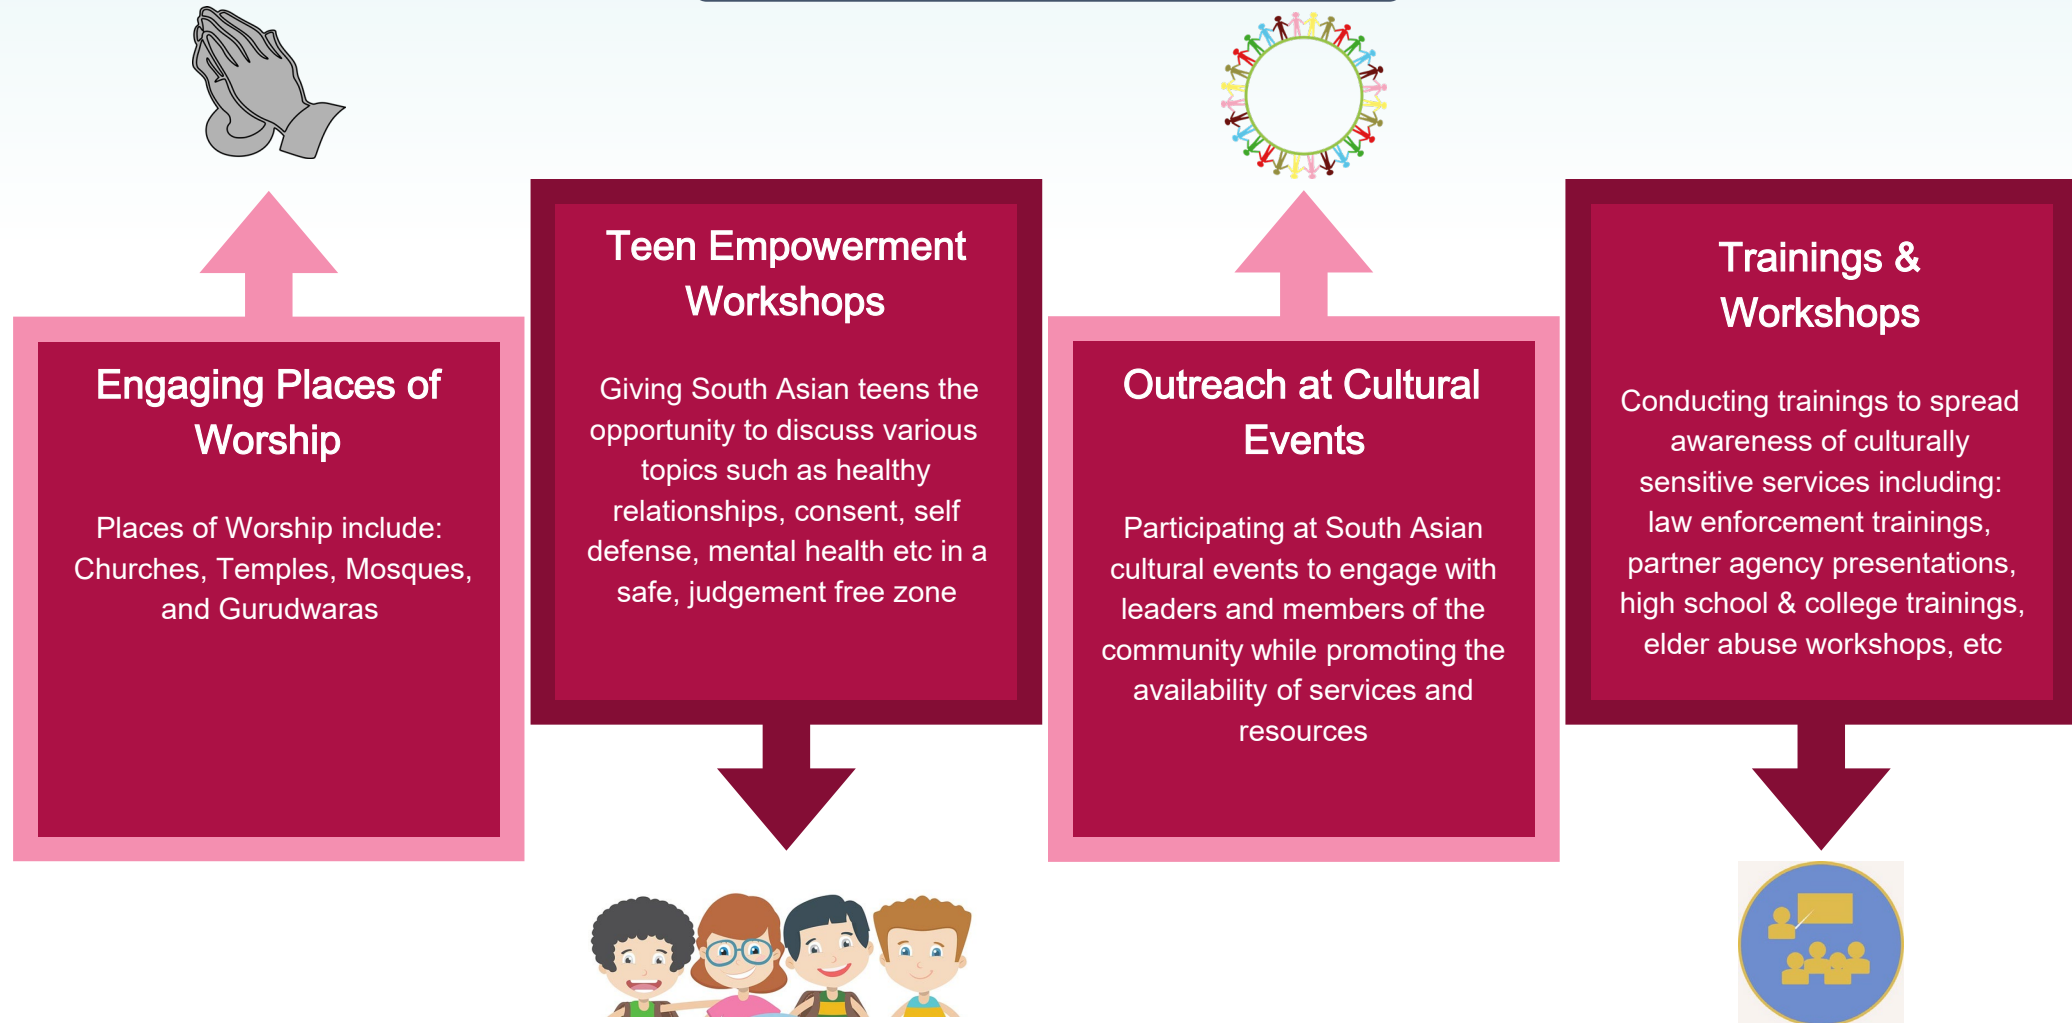 Engaging Places of
Worship
Places of Worship include:
Churches, Temples, Mosques,
and Gurudwaras
Teen Empowerment
Workshops
Giving South Asian teens the
opportunity to discuss various
topics such as healthy
relationships, consent, self
defense, mental health etc in a
safe, judgement free zone
Outreach at Cultural
Events
Participating at South Asian
cultural events to engage with
leaders and members of the
community while promoting the
availability of services and
resources
Trainings &
Workshops
Conducting trainings to spread
awareness of culturally
sensitive services including:
law enforcement trainings,
partner agency presentations,
high school & college trainings,
elder abuse workshops, etc